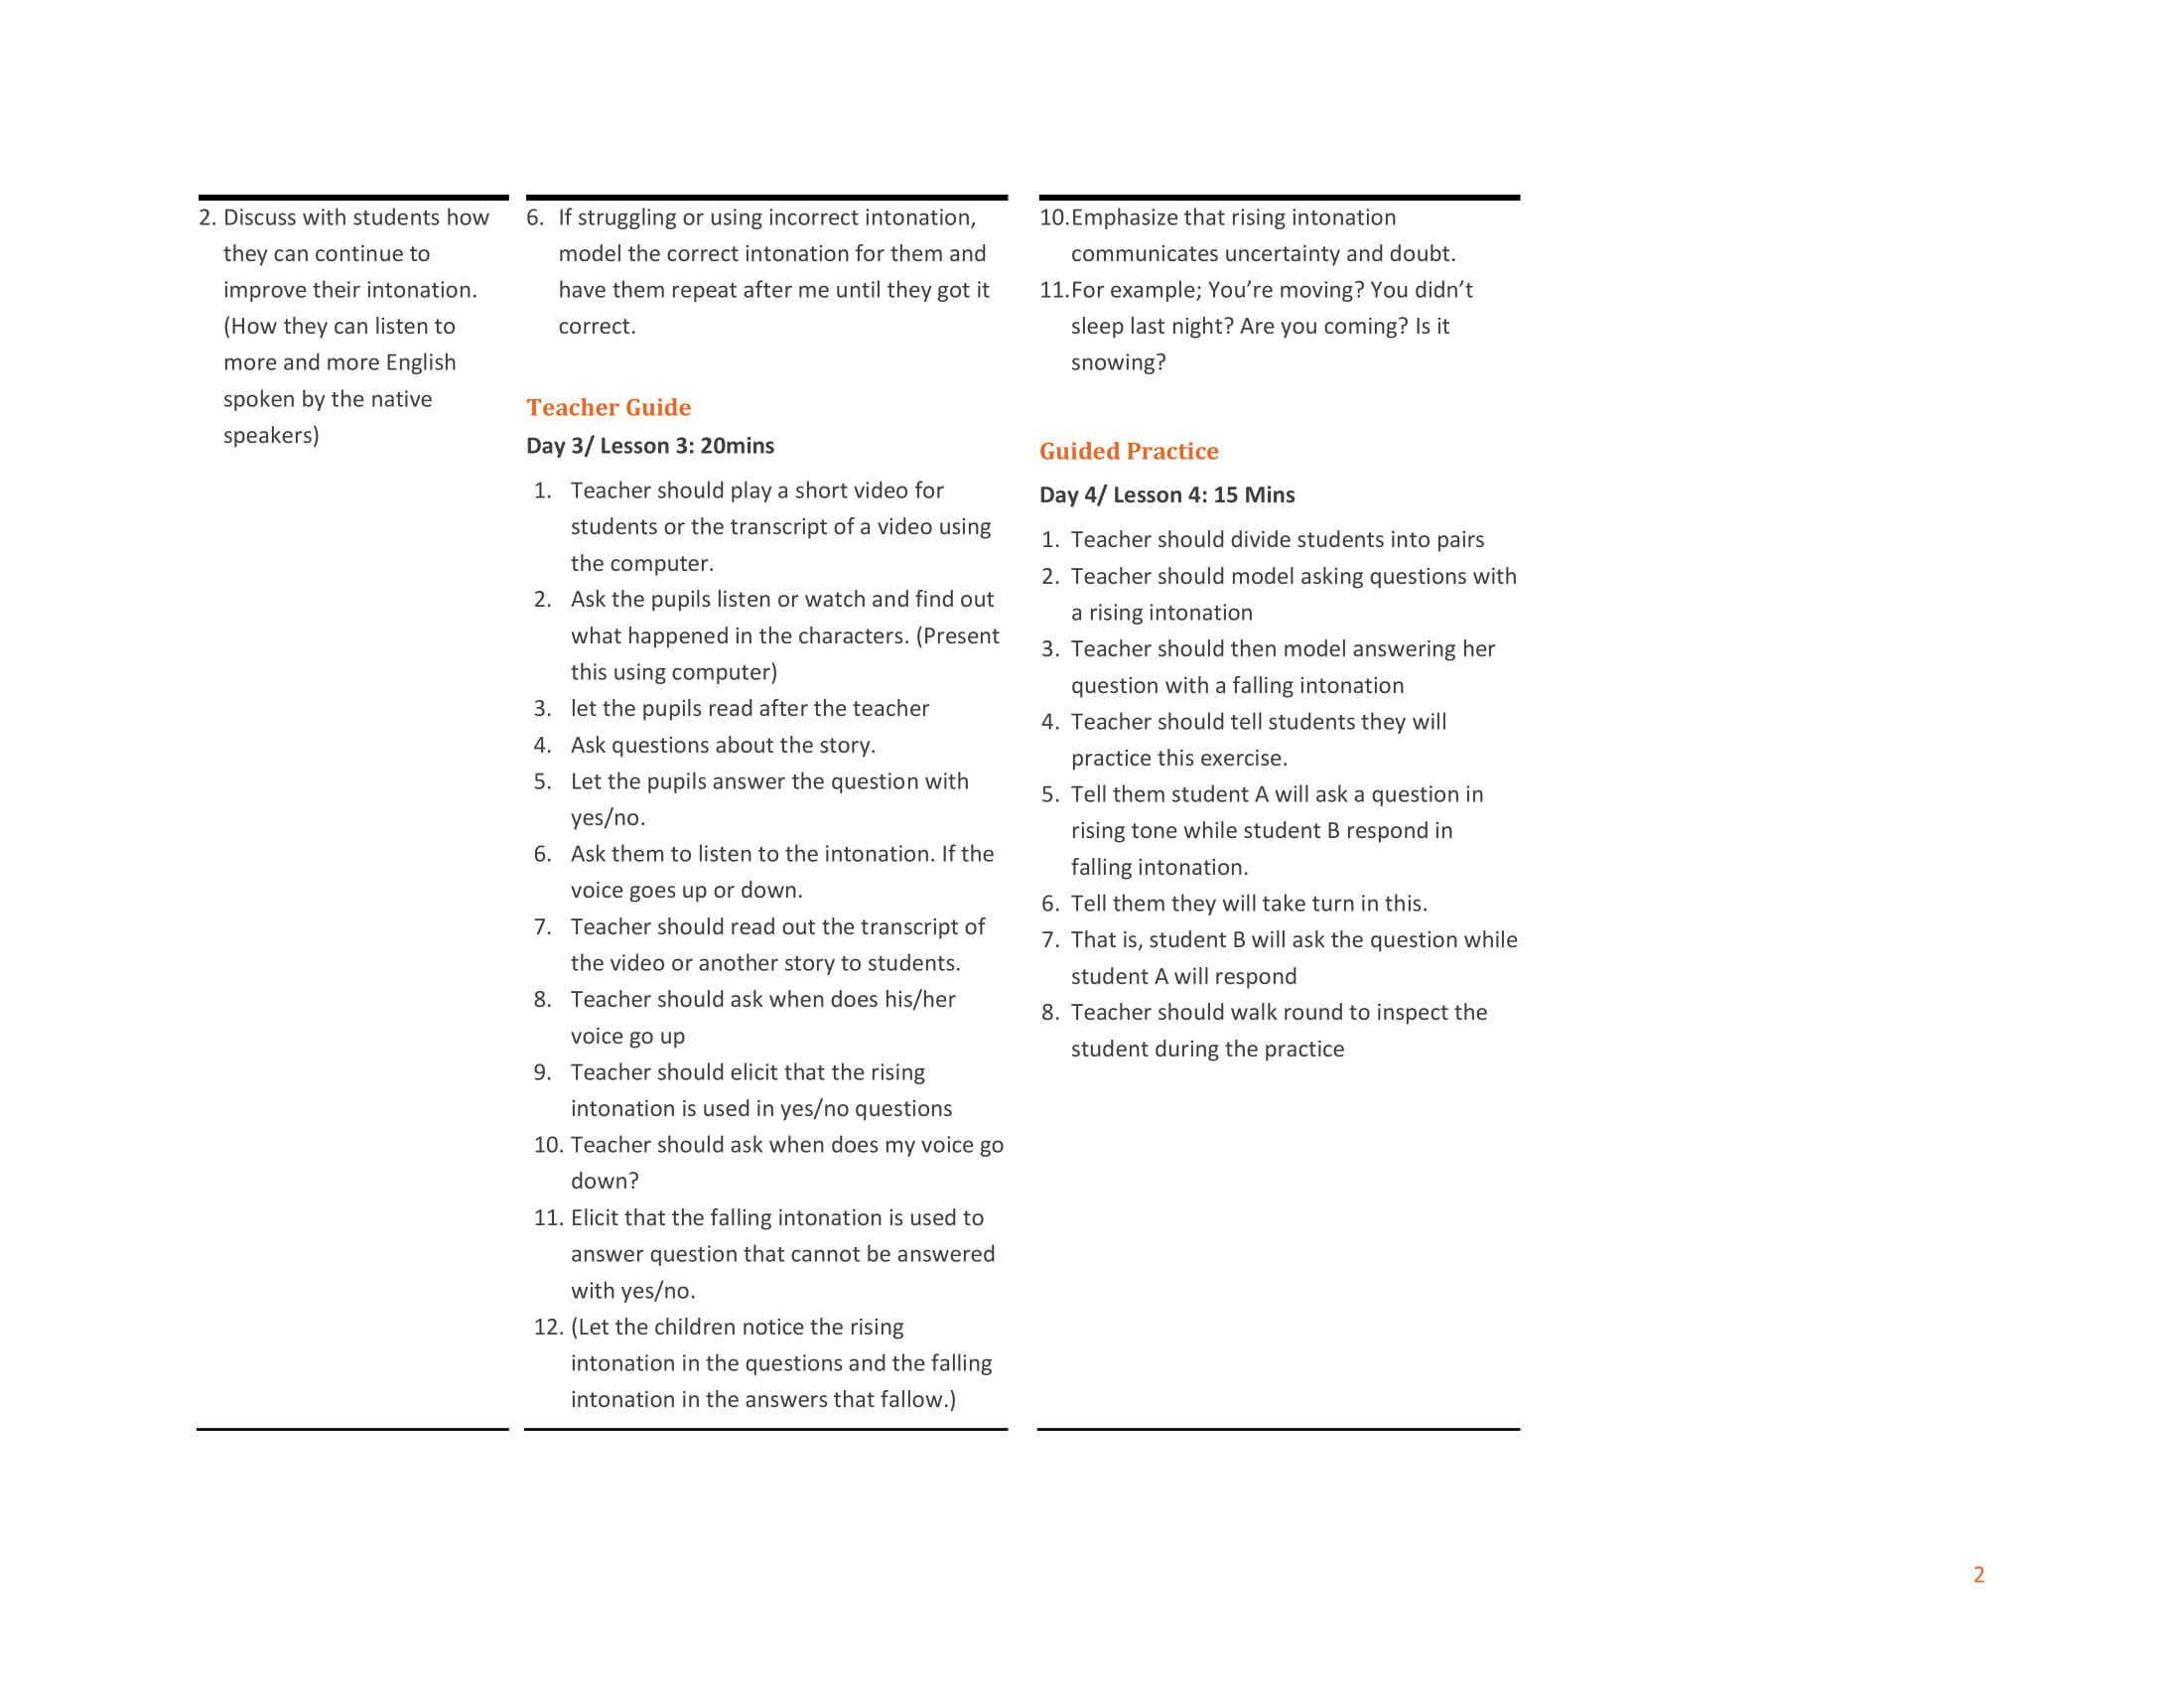 2. Discuss with students how
they can continue to
improve their intonation.
(How they can listen to
more and more English
spoken by the native
speakers)
6. If struggling or using incorrect intonation,
model the correct intonation for them and
have them repeat after me until they got it
correct.
Teacher Guide
Day 3/ Lesson 3: 20mins
1. Teacher should play a short video for
students or the transcript of a video using
the computer.
2. Ask the pupils listen or watch and find out
what happened in the characters. (Present
this using computer)
3. let the pupils read after the teacher
4. Ask questions about the story.
5. Let the pupils answer the question with
yes/no.
6. Ask them to listen to the intonation. If the
voice goes up or down.
7. Teacher should read out the transcript of
the video or another story to students.
8. Teacher should ask when does his/her
voice go up
9. Teacher should elicit that the rising
intonation is used in yes/no questions
10. Teacher should ask when does my voice go
down?
11. Elicit that the falling intonation is used to
answer question that cannot be answered
with yes/no.
12. (Let the children notice the rising
intonation in the questions and the falling
intonation in the answers that fallow.)
10.Emphasize that rising intonation
communicates uncertainty and doubt.
11.For example; You’re moving? You didn’t
sleep last night? Are you coming? Is it
snowing?
Guided Practice
Day 4/ Lesson 4: 15 Mins
1. Teacher should divide students into pairs
2. Teacher should model asking questions with
a rising intonation
3. Teacher should then model answering her
question with a falling intonation
4. Teacher should tell students they will
practice this exercise.
5. Tell them student A will ask a question in
rising tone while student B respond in
falling intonation.
6. Tell them they will take turn in this.
7. That is, student B will ask the question while
student A will respond
8. Teacher should walk round to inspect the
student during the practice
2